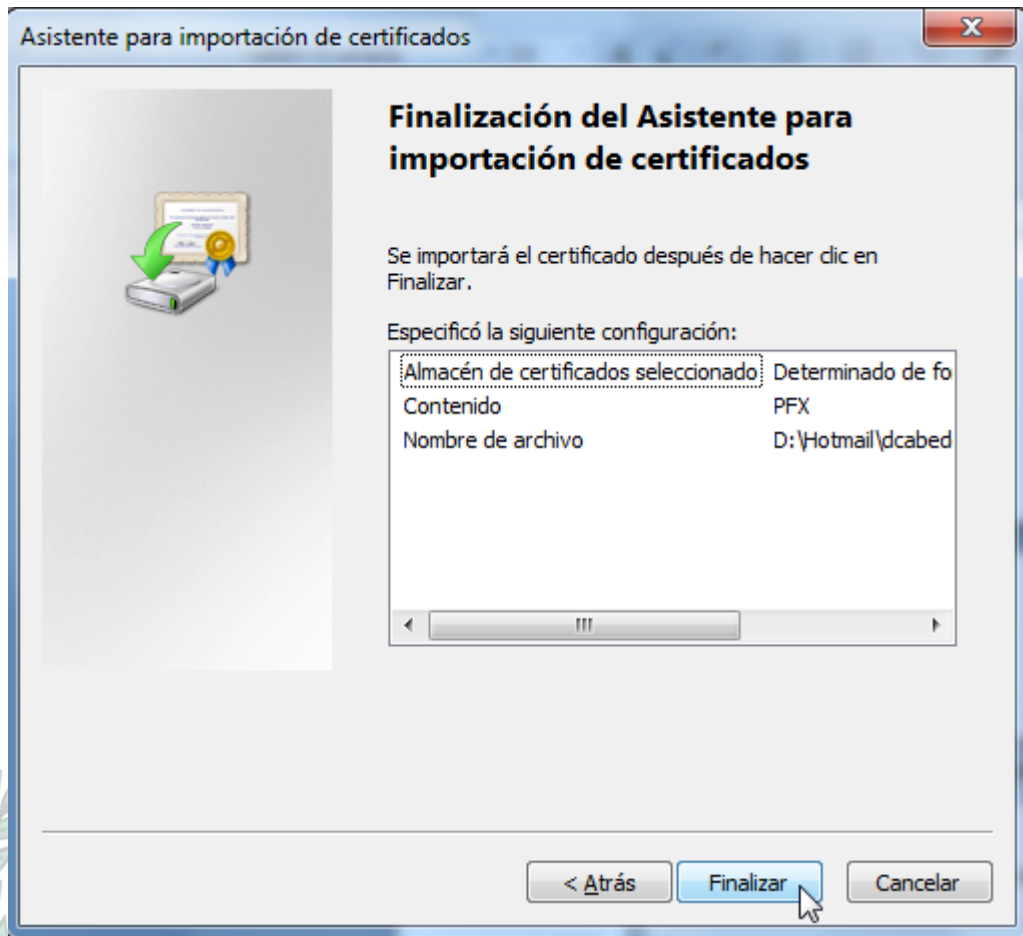 Asistente para importación de certificados
Finalización del Asistente para
importación de certificados
Se importará el certificado después de hacer clic en
Finalizar.
Especificó la siguiente configuración:
Almacén de certificados seleccionado Determinado de fo
Contenido PFX
Nombre de archivo D:\Hotmail\dcabed
< Atrás Finalizar Cancelar